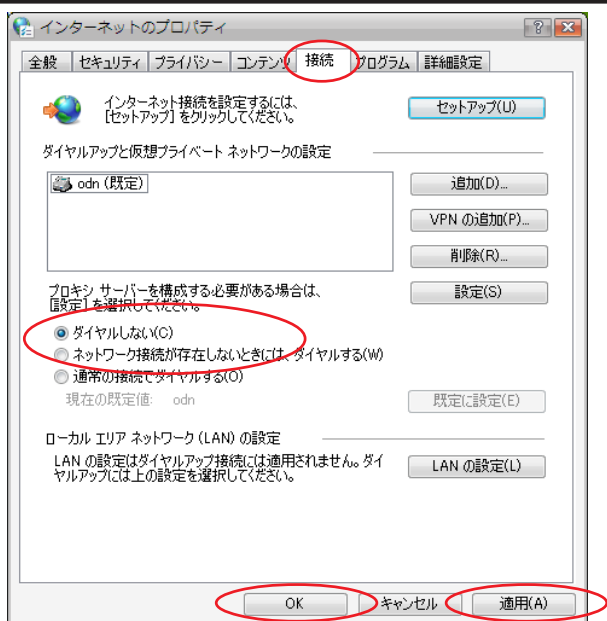 インターネットのプロパティ
全般 セキュリティ プライバシー コンテンツ 接続 プログラム 詳細設定
インターネット接続を設定するには、
[セットアップ] をクリックしてください。
セットアップ(U)
ダイヤルアップと仮想プライベート ネットワークの設定
odn (既定)
追加(D)...
VPN の追加(P)...
削除(R)...
プロキシ サーバーを構成する必要がある場合は、
[設定] を選択してください。
設定(S)
ダイヤルしない(C)
ネットワーク接続が存在しないときには、ダイヤルする(W)
通常の接続でダイヤルする(O)
現在の既定値: odn
既定に設定(E)
ローカル エリア ネットワーク (LAN) の設定
LAN の設定はダイヤルアップ接続には適用されません。ダイ
ヤルアップには上の設定を選択してください。
LAN の設定(L)
OK キャンセル 適用(A)